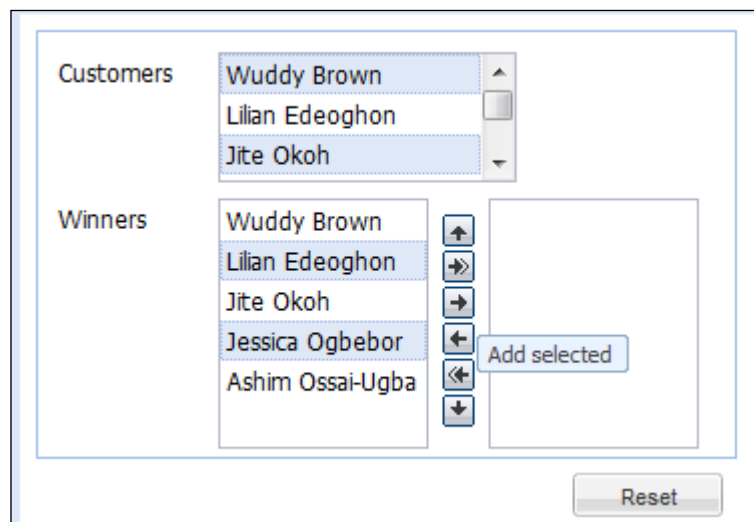 Customers
Wuddy Brown
Lilian Edeoghon
Jite Okoh
Winners
Wuddy Brown
Lilian Edeoghon
Jite Okoh
Jessica Ogbebor
Ashim Ossai-Ugba
Add selected
Reset